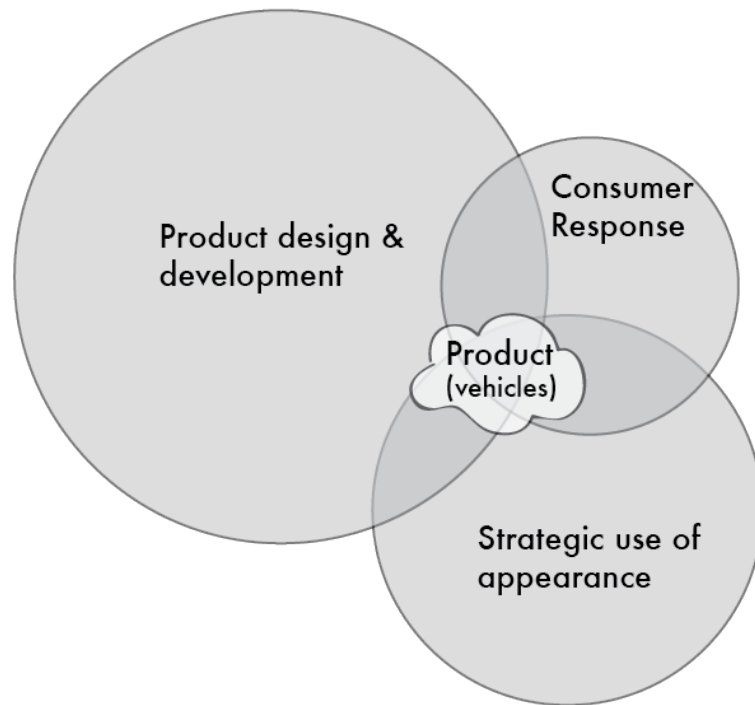 Product design &
development
Consumer
Response
Product
(vehicles)
Strategic use of
appearance